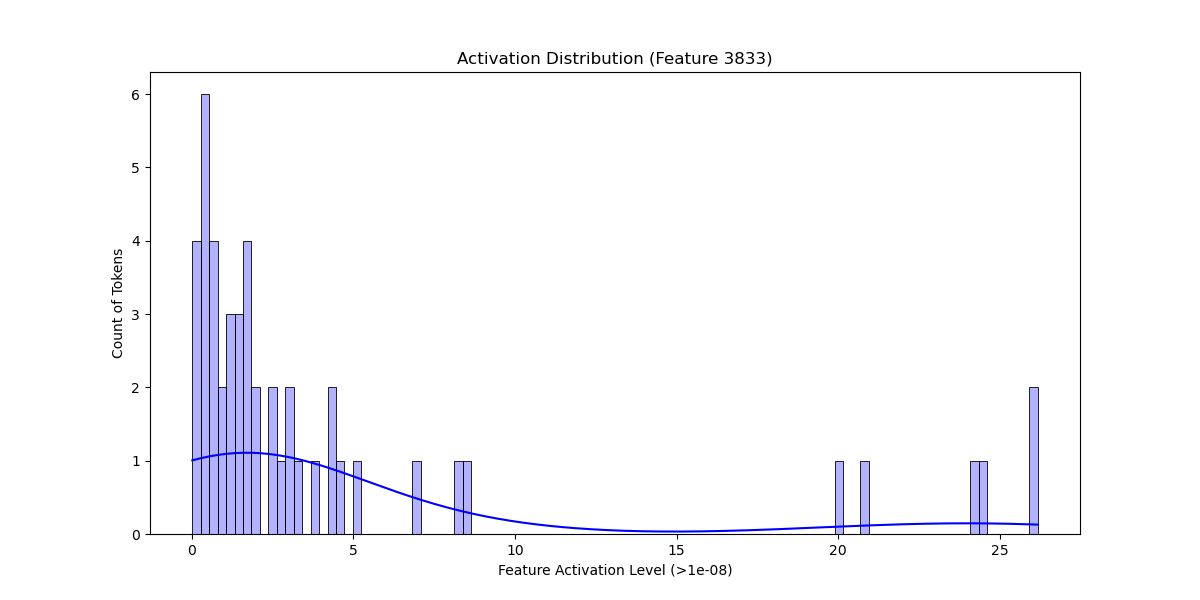 Activation Distribution (Feature 3833)
6
5
4
3
2
1
0
Count of Tokens
0 5 10 15 20 25
Feature Activation Level (>1e-08)